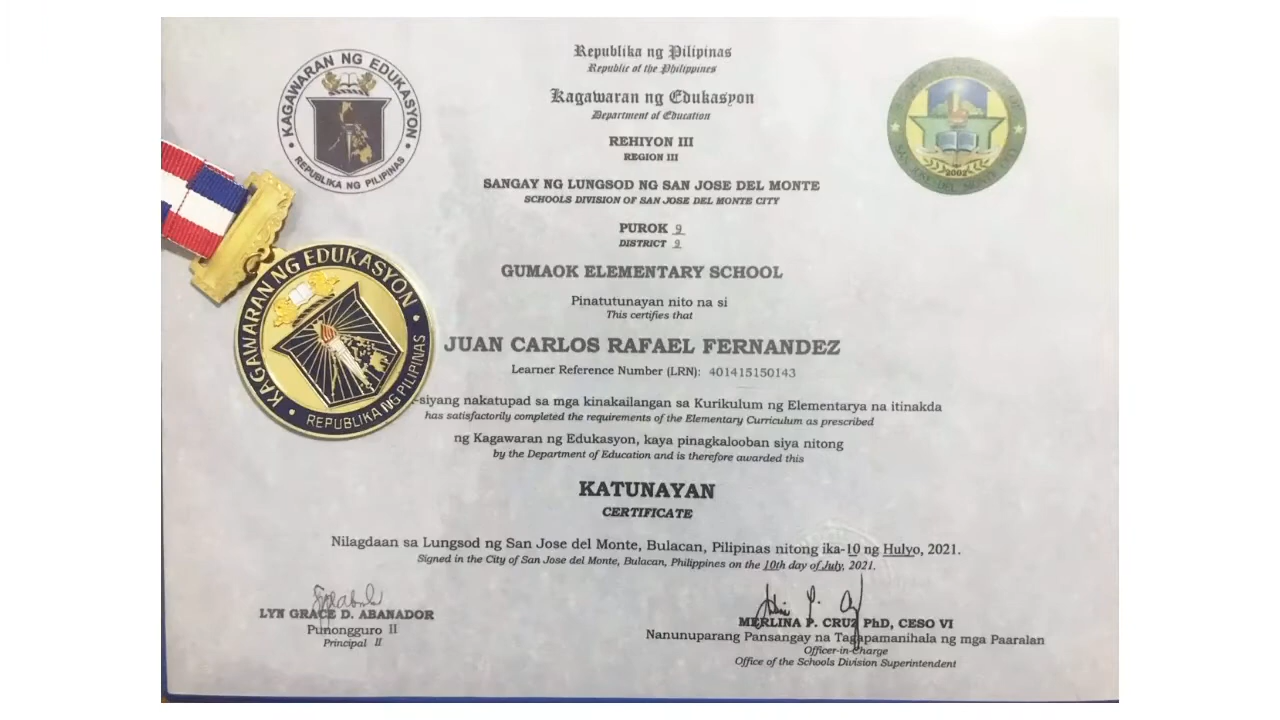 Republika ng Pilipinas
Republic of the Philippines
Kagawaran ng Edukasyon
Department of Education
REHIYON III
REGION III
SANGAY NG LUNGSOD NG SAN JOSE DEL MONTE
SCHOOLS DIVISION OF SAN JOSE DEL MONTE CITY
PUROK 9
DISTRICT 9
GUMAOK ELEMENTARY SCHOOL
Pinatutunayan nito na si
This certifies that
JUAN CARLOS RAFAEL FERNANDEZ
Learner Reference Number (LRN): 401415150143
-siyang nakatupad sa mga kinakailangan sa Kurikulum ng Elementarya na itinakda
has satisfactorily completed the requirements of the Elementary Curriculum as prescribed
ng Kagawaran ng Edukasyon, kaya pinagkalooban siya nitong
by the Department of Education and is therefore awarded this
KATUNAYAN
CERTIFICATE
Nilagdaan sa Lungsod ng San Jose del Monte, Bulacan, Pilipinas nitong ika-10 ng Hulyo, 2021.
Signed in the City of San Jose del Monte, Bulacan, Philippines on the 10th day of July, 2021.
LYN GRACE D. ABANADOR
Punongguro II
Principal II
MERLINA P. CRUZ PhD, CESO VI
Nanunuparang Pansangay na Tagapamanihala ng mga Paaralan
Officer-in-Charge
Office of the Schools Division Superintendent
KAGAWARAN NG EDUKASYON
REPUBLIKA NG PILIPINAS
KAGAWARAN NG EDUKASYON
REPUBLIKA NG PILIPINAS
SAN JOSE DEL MONTE
2002